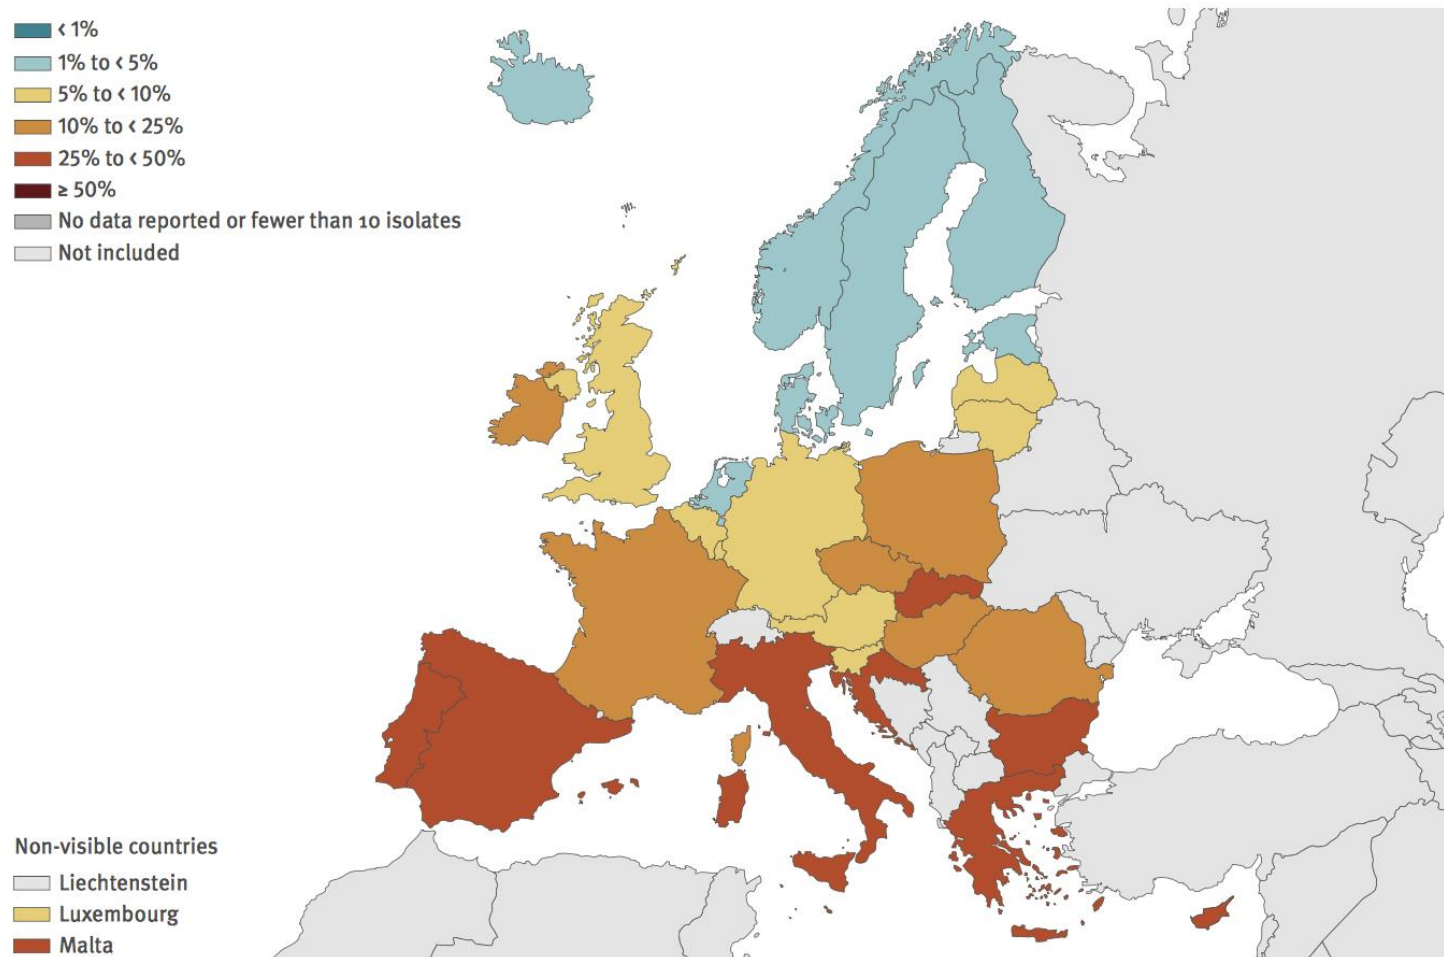 < 1%
1% to < 5%
5% to < 10%
10% to < 25%
25% to < 50%
≥ 50%
No data reported or fewer than 10 isolates
Not included
Non-visible countries
Liechtenstein
Luxembourg
Malta